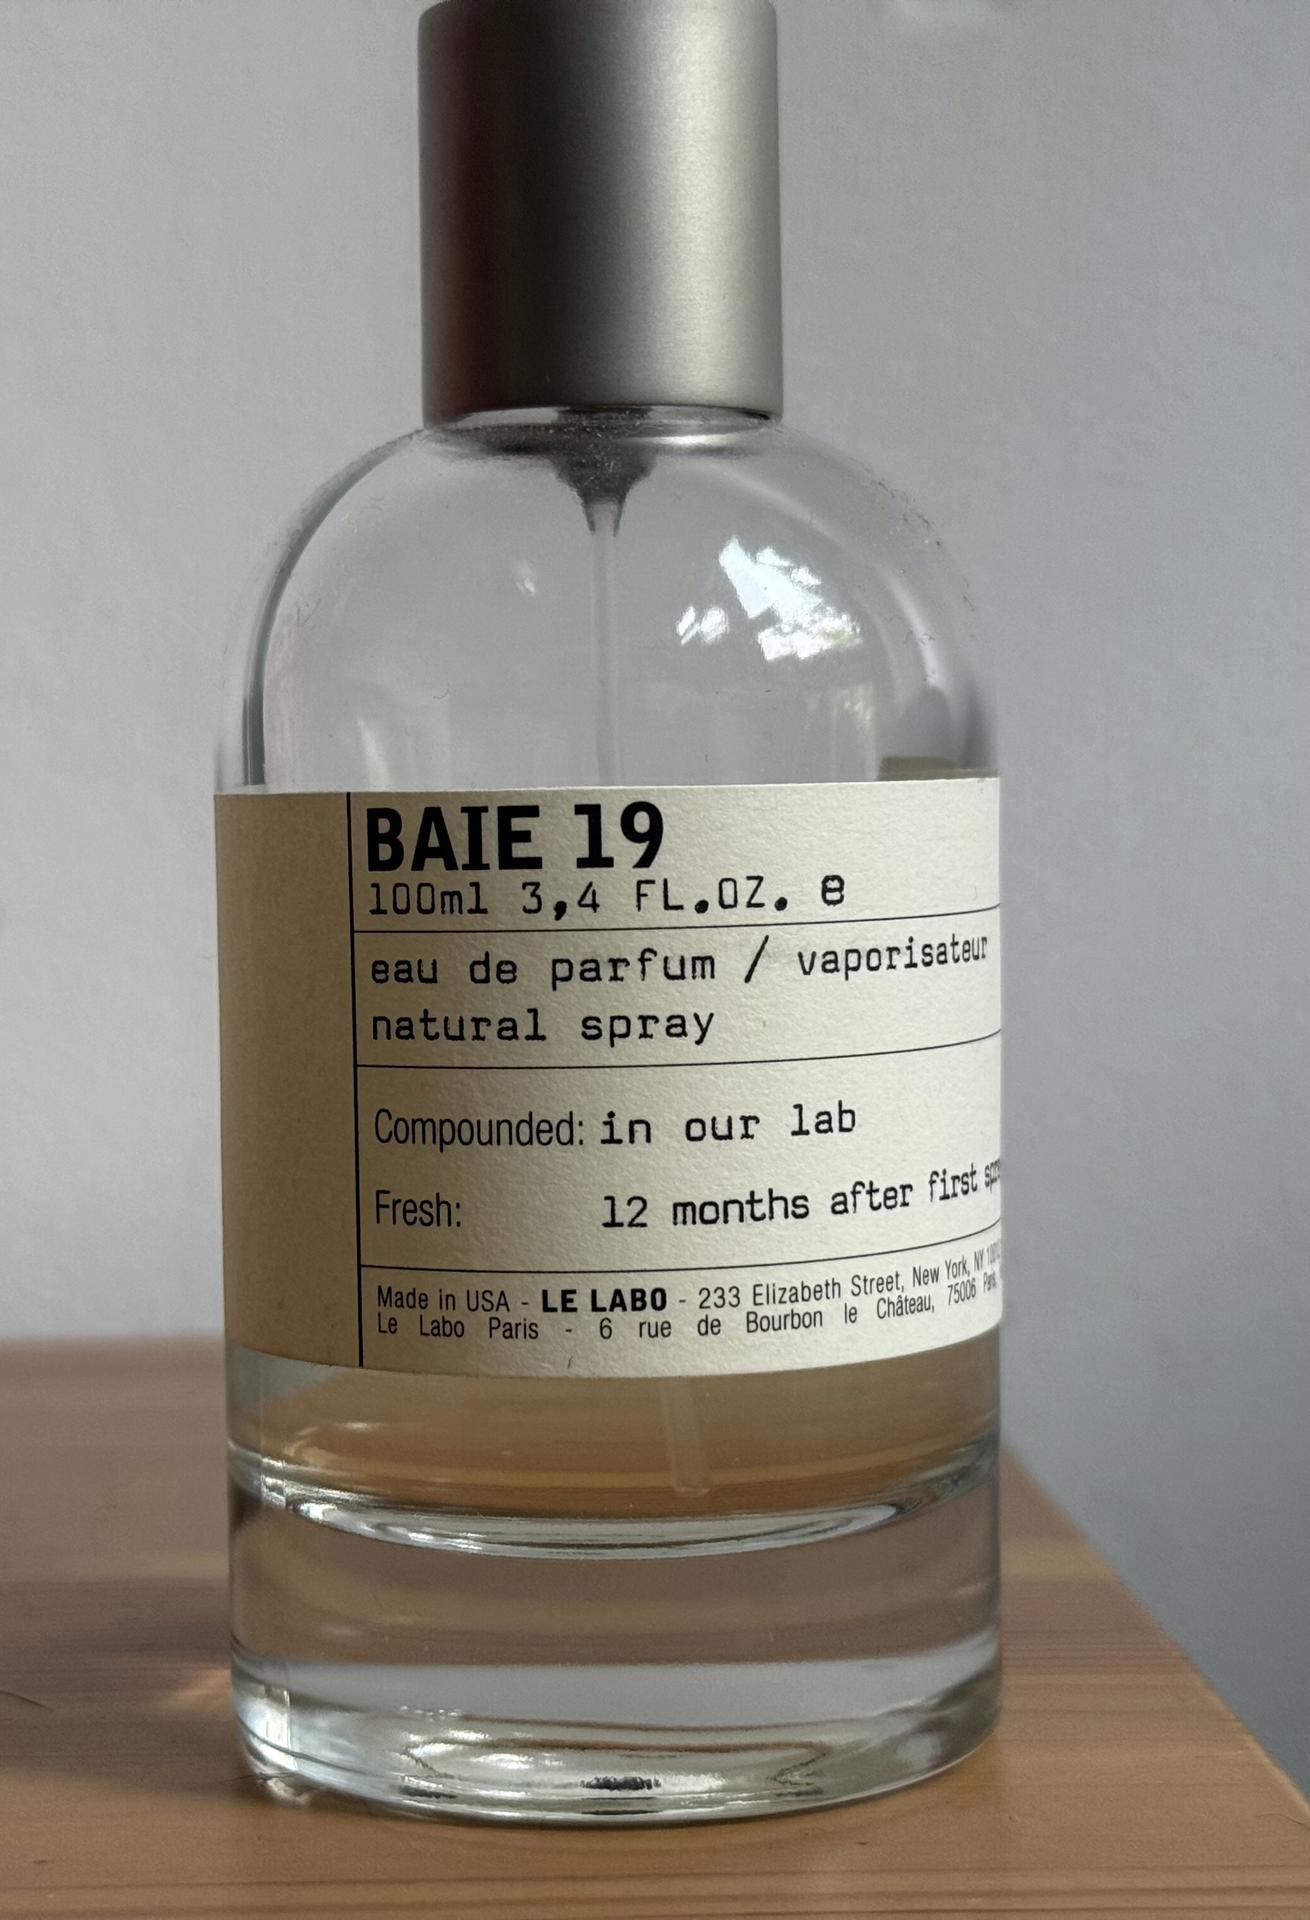 BAIE 19
100ml 3,4 FL.OZ. e
eau de parfum / vaporisateur
natural spray
Compounded: in our lab
Fresh: 12 months after first
Made in USA - LE LABO - 233 Elizabeth Street, New York, NY
Le Labo Paris - 6 rue de Bourbon le Château, 75006 Paris,